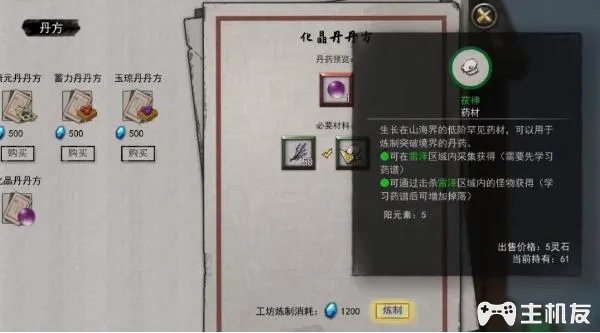 丹方
化晶丹丹方
丹药预览:
1
必要材料:
50
培元丹丹方
蓄力丹丹方
玉琼丹丹方
500
500
500
购买
购买
购买
化晶丹丹方
茯神
药材
生长在山海界的低阶罕见药材，可以用于
炼制突破境界的丹药。
可在雷泽区域内采集获得（需要先学习
药谱）
可通过击杀雷泽区域内的怪物获得（学
习药谱后可增加掉落）
阳元素：5
出售价格：5灵石
当前持有：61
工坊炼制消耗：
1200
炼制
主机友